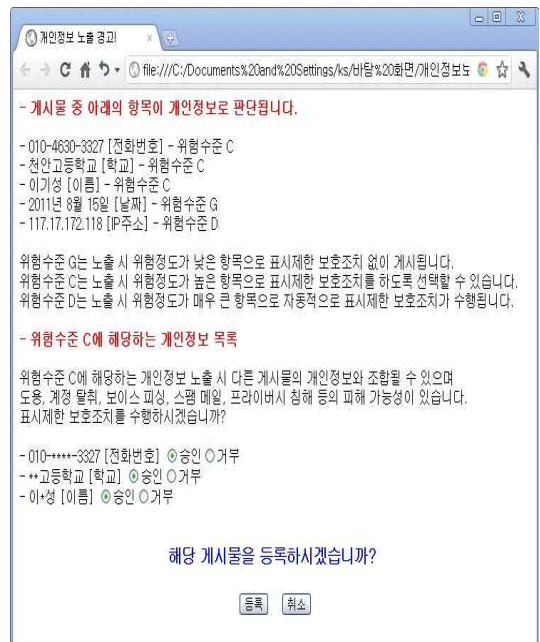 개인정보 노출 경고!
file:///C:/Documents%20and%20Settings/ks/바탕%20화면/개인정보노
- 게시물 중 아래의 항목이 개인정보로 판단됩니다.
- 010-4630-3327 [전화번호] - 위험수준 C
- 천안고등학교 [학교] - 위험수준 C
- 이기성 [이름] - 위험수준 C
- 2011년 8월 15일 [날짜] - 위험수준 G
- 117.17.172.118 [IP주소] - 위험수준 D
위험수준 G는 노출 시 위험정도가 낮은 항목으로 표시제한 보호조치 없이 게시됩니다.
위험수준 C는 노출 시 위험정도가 높은 항목으로 표시제한 보호조치를 하도록 선택할 수 있습니다.
위험수준 D는 노출 시 위험정도가 매우 큰 항목으로 자동적으로 표시제한 보호조치가 수행됩니다.
- 위험수준 C에 해당하는 개인정보 목록
위험수준 C에 해당하는 개인정보 노출 시 다른 게시물의 개인정보와 조합될 수 있으며
도용, 계정 탈취, 보이스 피싱, 스팸 메일, 프라이버시 침해 등의 피해 가능성이 있습니다.
표시제한 보호조치를 수행하시겠습니까?
- 010-****-3327 [전화번호] 승인 거부
- **고등학교 [학교] 승인 거부
- 이*성 [이름] 승인 거부
해당 게시물을 등록하시겠습니까?
등록 취소